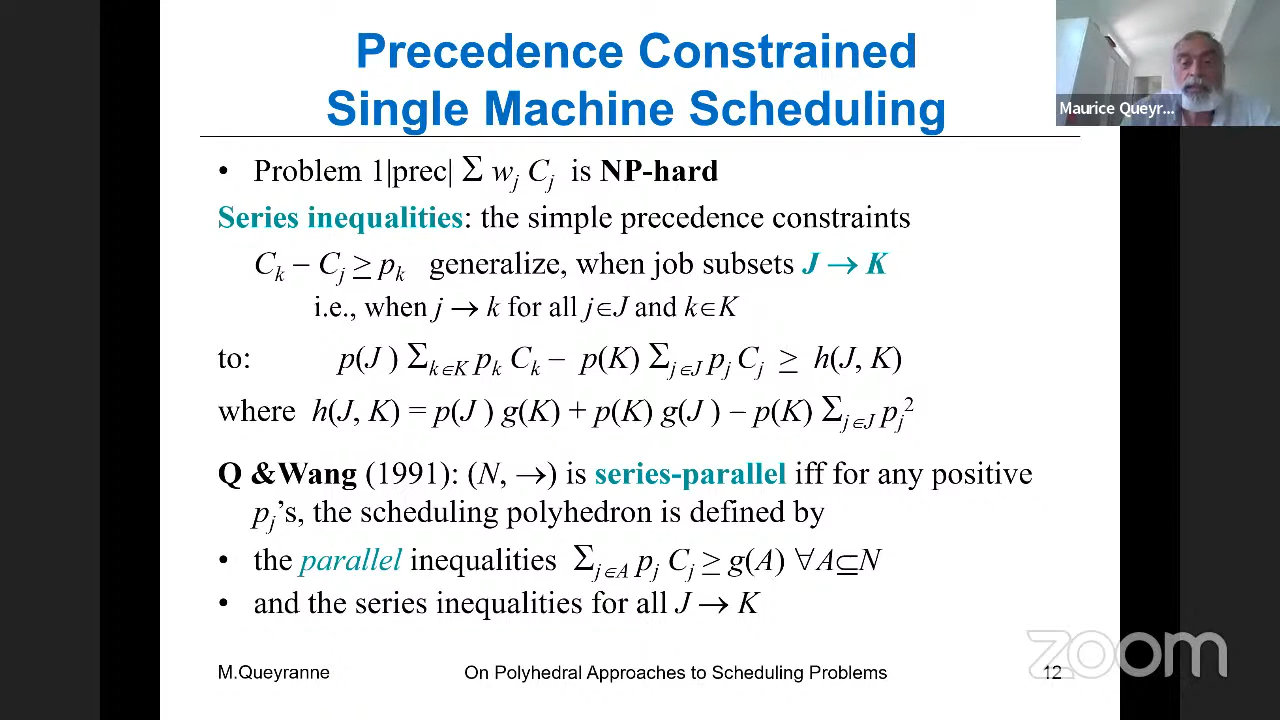 Precedence Constrained
Single Machine Scheduling
Maurice Queyr...
• Problem 1|prec| Σ wj Cj is NP-hard
Series inequalities: the simple precedence constraints
Ck – Cj ≥ pk generalize, when job subsets J → K
i.e., when j → k for all j∈J and k∈K
to: p(J ) Σk∈K pk Ck – p(K) Σj∈J pj Cj ≥ h(J, K)
where h(J, K) = p(J ) g(K) + p(K) g(J ) – p(K) Σj∈J pj²
Q &Wang (1991): (N, →) is series-parallel iff for any positive
pj's, the scheduling polyhedron is defined by
• the parallel inequalities Σj∈A pj Cj ≥ g(A) ∀A⊆N
• and the series inequalities for all J → K
zoom
M.Queyranne On Polyhedral Approaches to Scheduling Problems 12